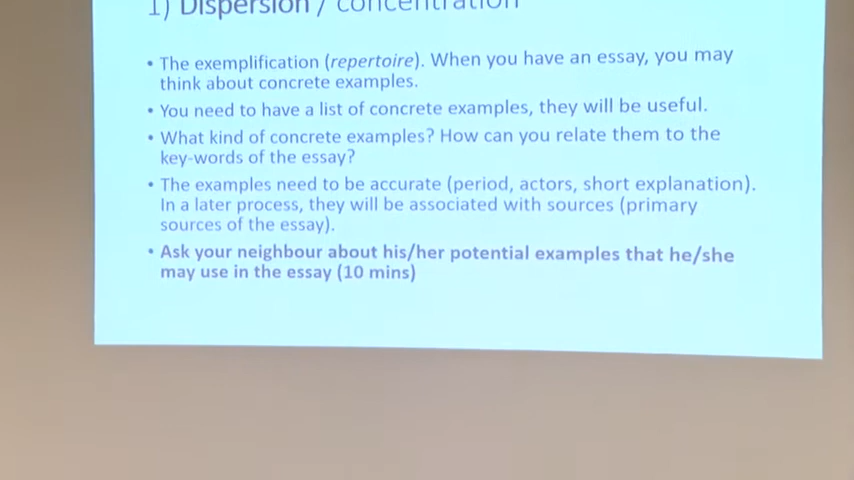 1) Dispersion / concentration
• The exemplification (repertoire). When you have an essay, you may
think about concrete examples.
• You need to have a list of concrete examples, they will be useful.
• What kind of concrete examples? How can you relate them to the
key-words of the essay?
• The examples need to be accurate (period, actors, short explanation).
In a later process, they will be associated with sources (primary
sources of the essay).
• Ask your neighbour about his/her potential examples that he/she
may use in the essay (10 mins)